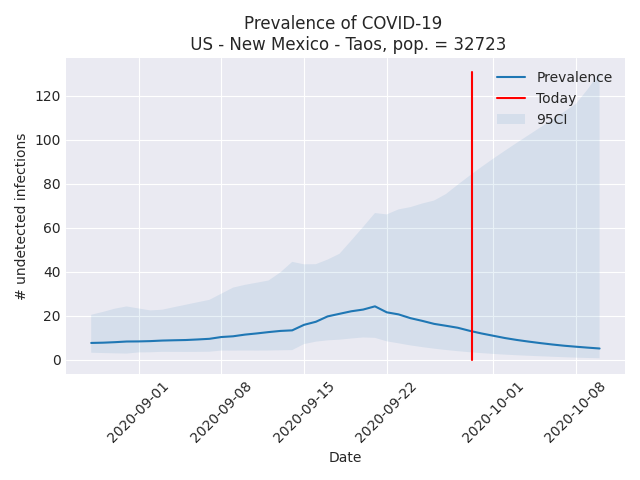 Prevalence of COVID-19
US - New Mexico - Taos, pop. = 32723
Prevalence
Today
95CI
120
100
80
60
40
20
0
# undetected infections
2020-09-01
2020-09-08
2020-09-15
2020-09-22
2020-10-01
2020-10-08
Date